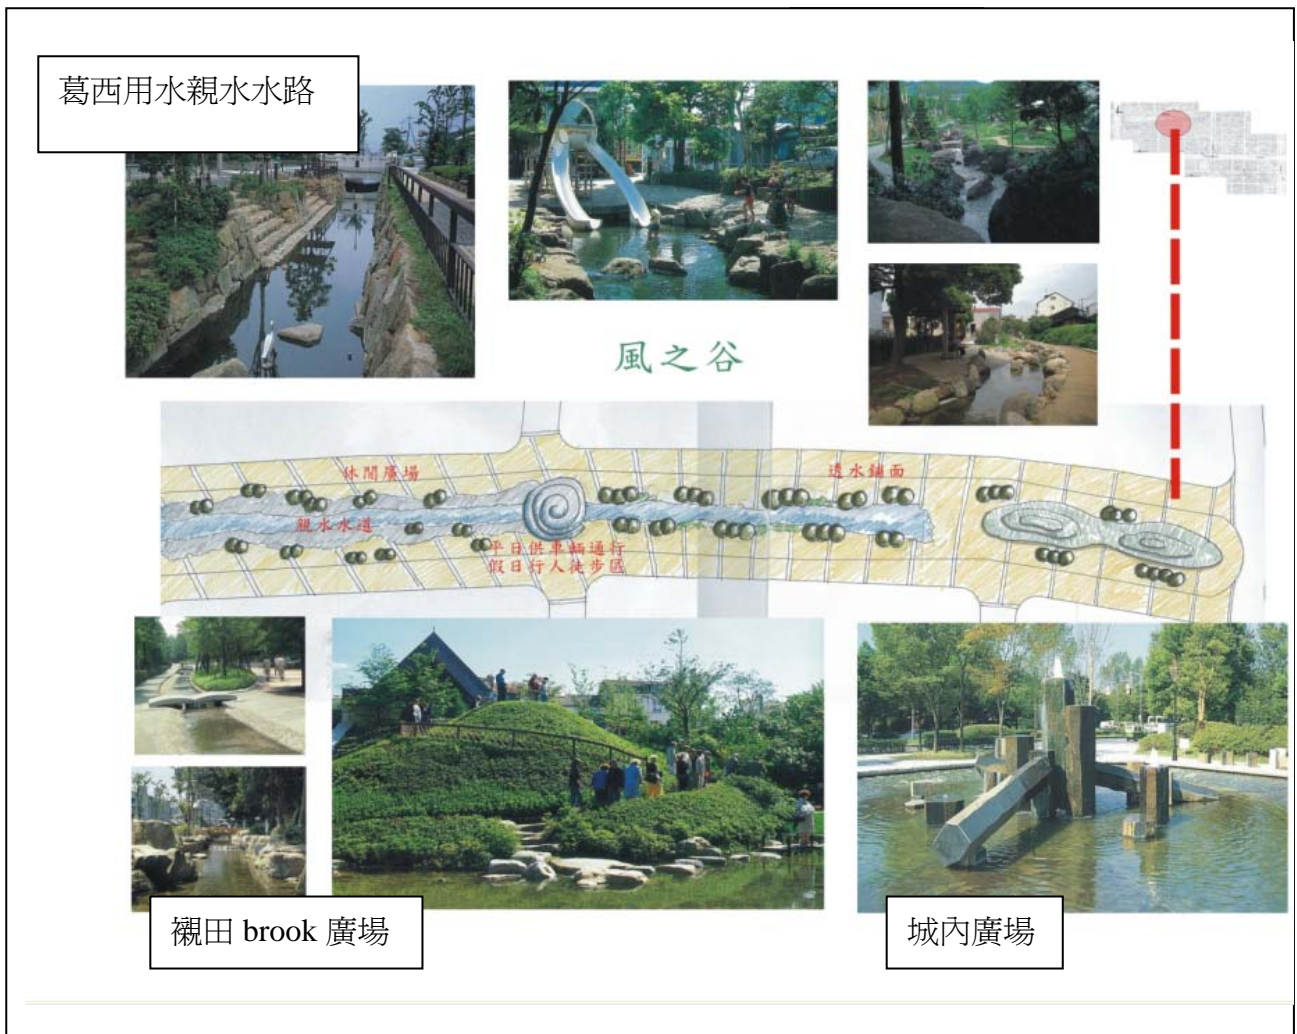 葛西用水親水水路
風之谷
休閒廣場
透水鋪面
親水水道
平日供車輛通行
假日行人徒步區
襯田 brook 廣場
城內廣場